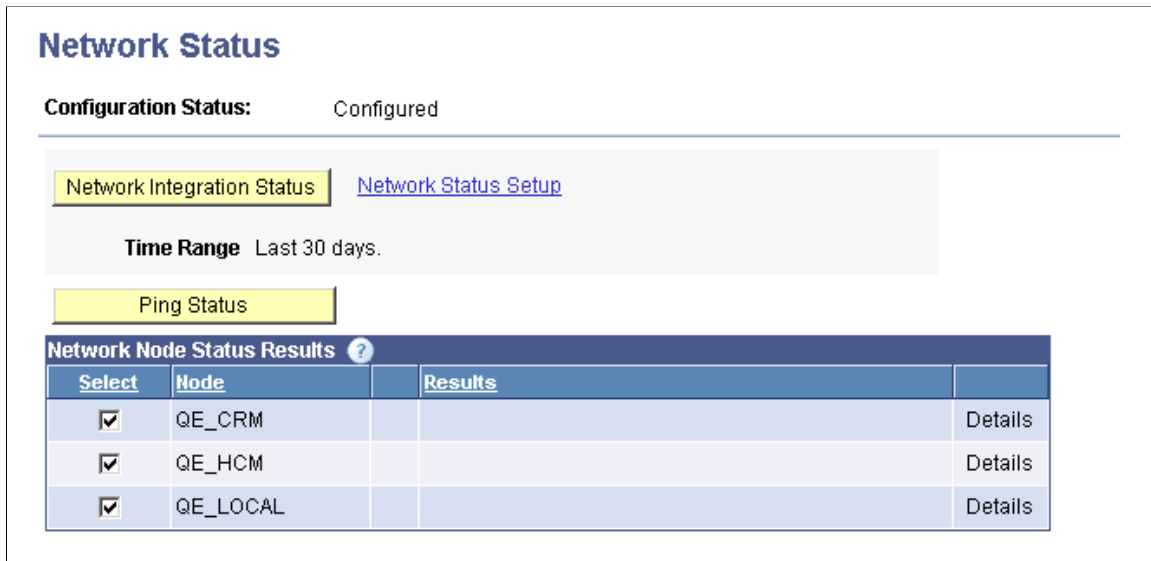 Network Status
Configuration Status: Configured
Network Integration Status Network Status Setup
Time Range Last 30 days.
Ping Status
Network Node Status Results ?
Select Node Results
QE_CRM Details
QE_HCM Details
QE_LOCAL Details